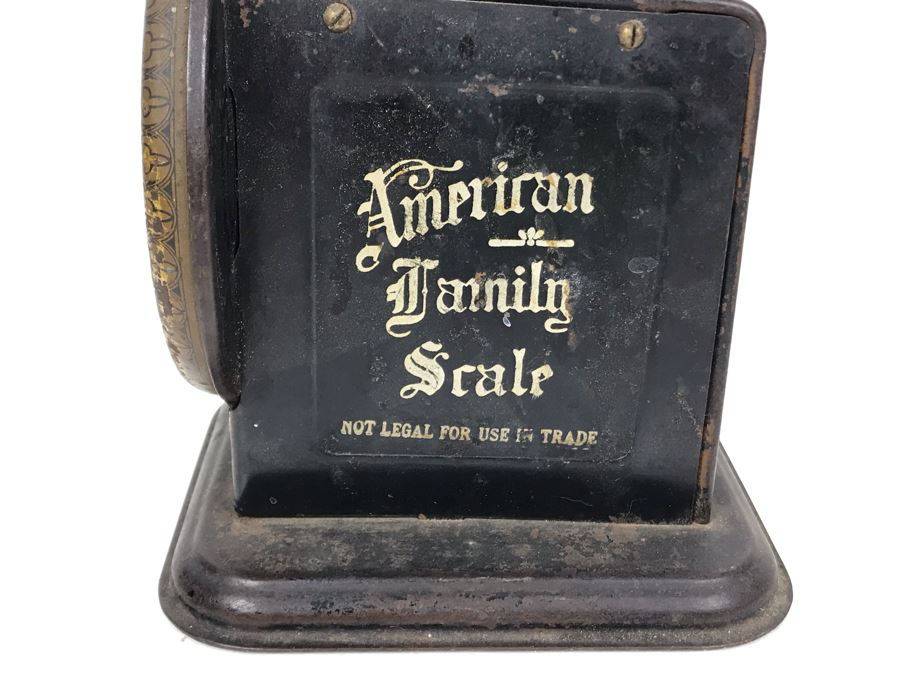 American
Family
Scale
NOT LEGAL FOR USE IN TRADE